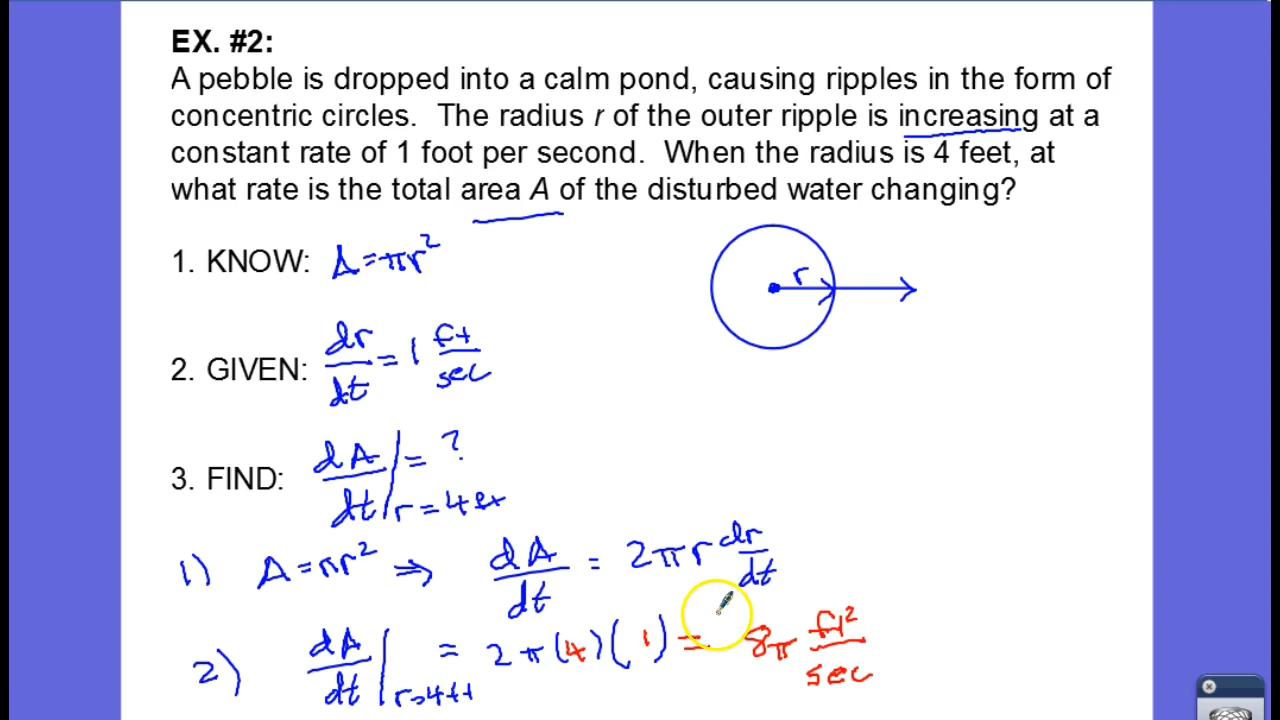 EX. #2:
A pebble is dropped into a calm pond, causing ripples in the form of
concentric circles. The radius r of the outer ripple is increasing at a
constant rate of 1 foot per second. When the radius is 4 feet, at
what rate is the total area A of the disturbed water changing?
1. KNOW: A=πr²
r
2. GIVEN: dr/dt = 1 ft/sec
3. FIND: dA/dt | r=4ft = ?
1) A=πr² ⇒ dA/dt = 2πr dr/dt
2) dA/dt | r=4ft = 2π(4)(1) = 8π ft²/sec